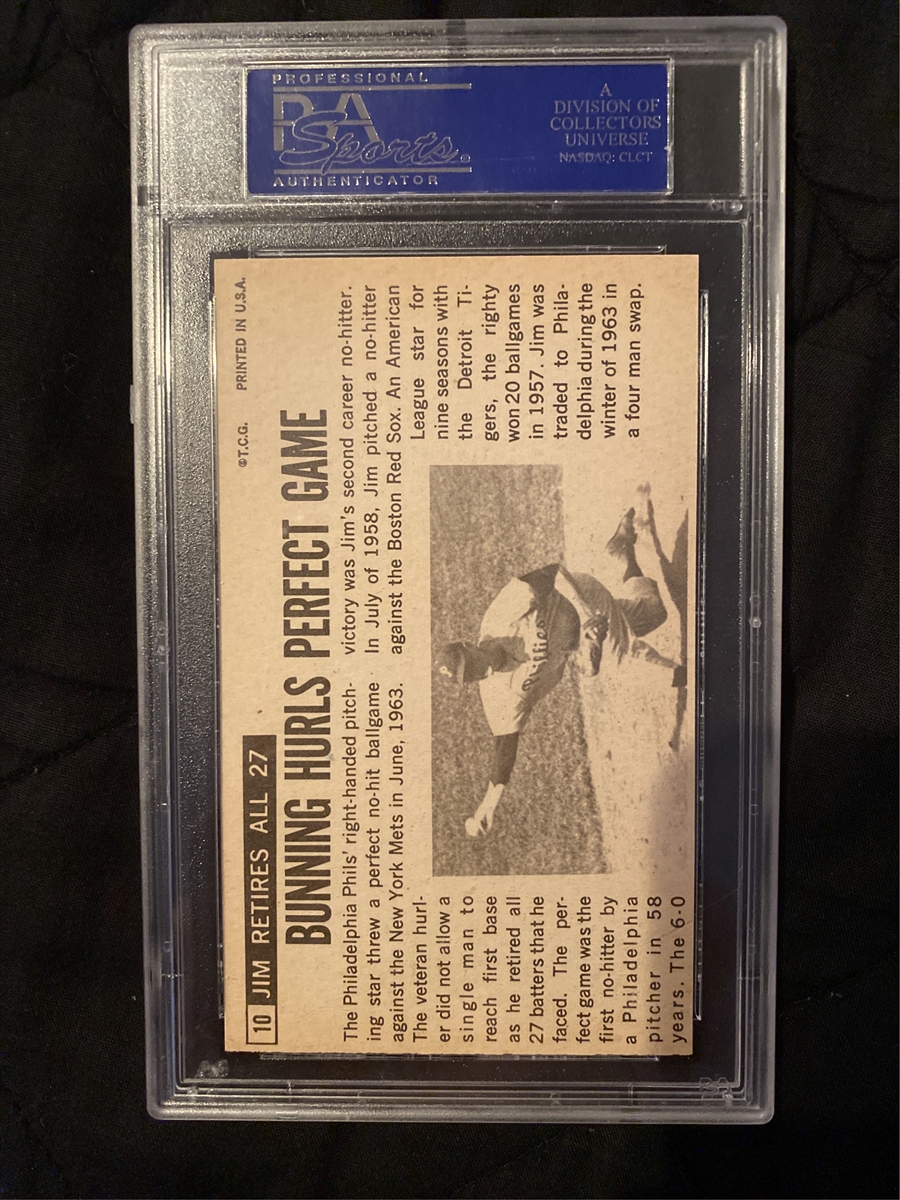 PROFESSIONAL
PSA
Sports.
AUTHENTICATOR
A
DIVISION OF
COLLECTORS
UNIVERSE
NASDAQ: CLCT
©T.C.G. PRINTED IN U.S.A.
10 JIM RETIRES ALL 27
BUNNING HURLS PERFECT GAME
The Philadelphia Phils' right-handed pitch-
ing star threw a perfect no-hit ballgame
against the New York Mets in June, 1963.
The veteran hurl-
er did not allow a
single man to
reach first base
as he retired all
27 batters that he
faced. The per-
fect game was the
first no-hitter by
a Philadelphia
pitcher in 58
years. The 6-0
victory was Jim's second career no-hitter.
In July of 1958, Jim pitched a no-hitter
against the Boston Red Sox. An American
League star for
nine seasons with
the Detroit Ti-
gers, the righty
won 20 ballgames
in 1957. Jim was
traded to Phila-
delphia during the
winter of 1963 in
a four man swap.
P
Phillies